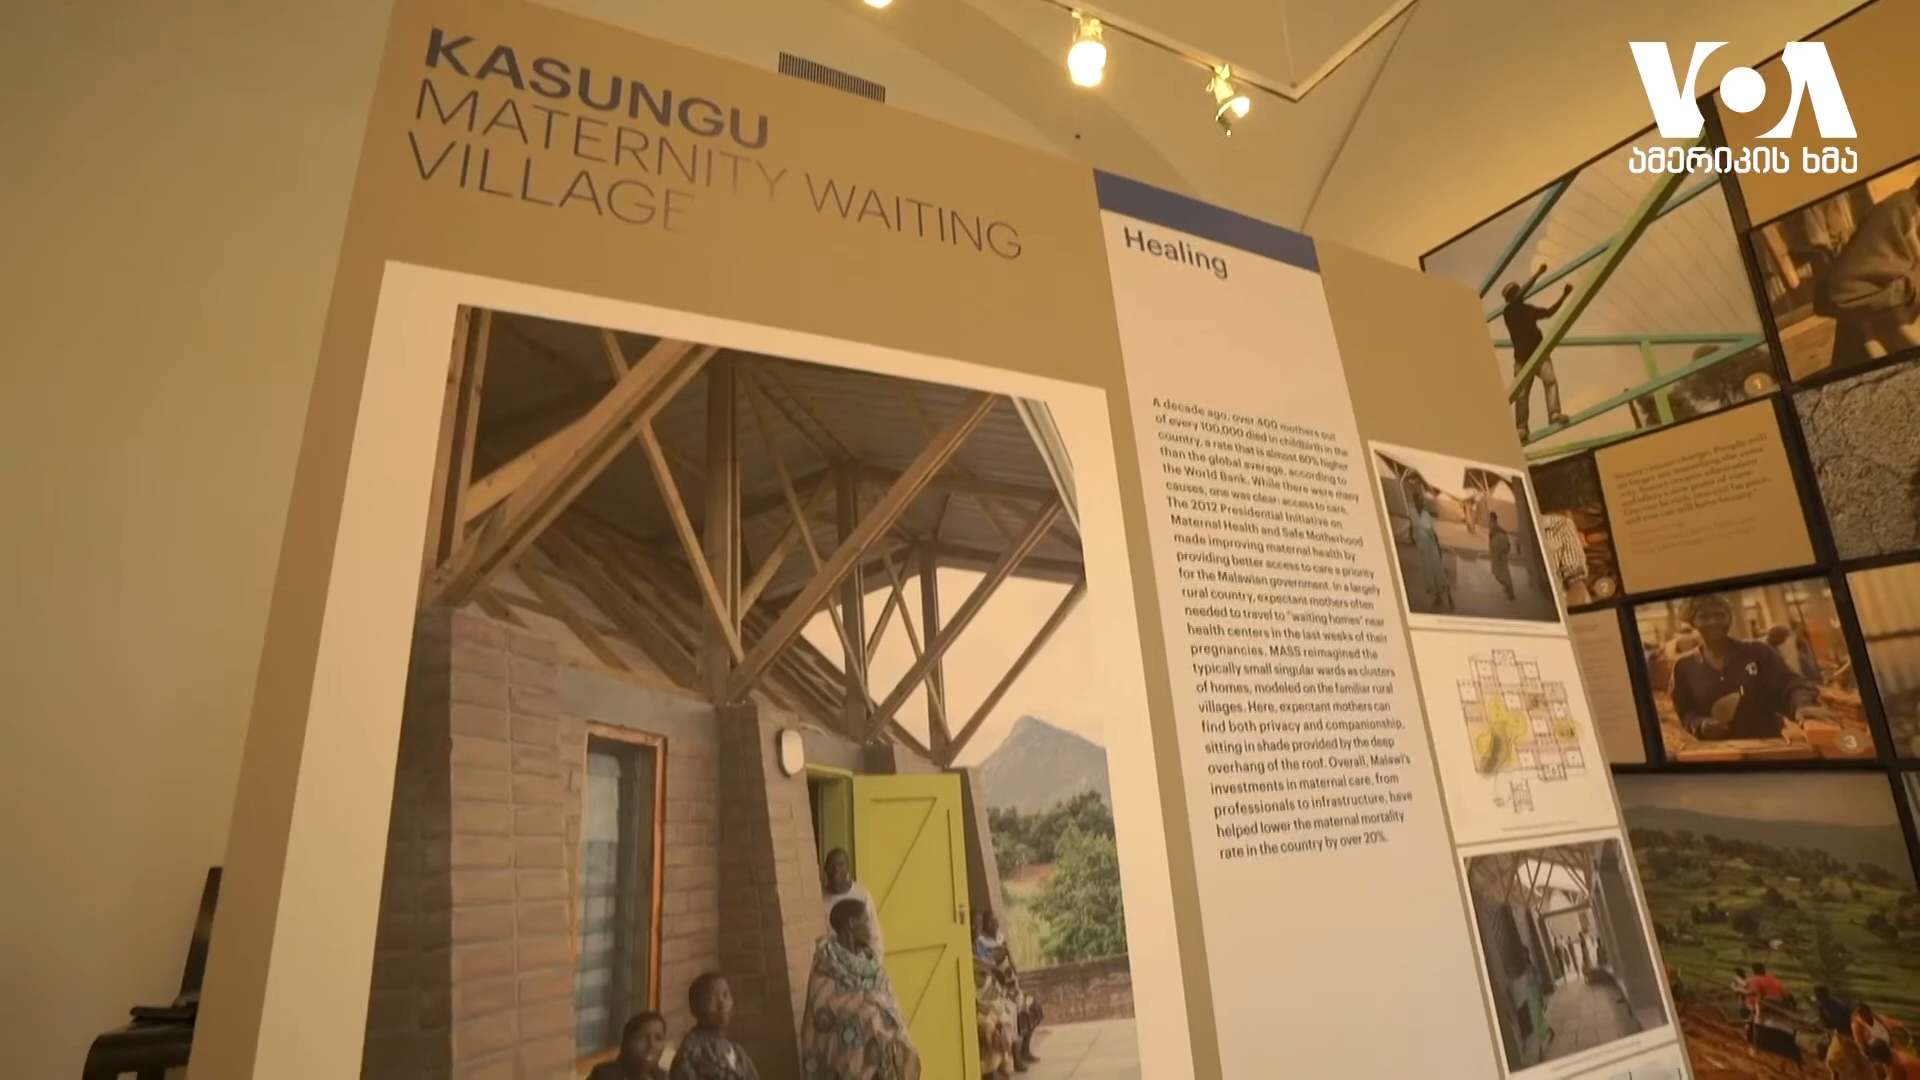 KASUNGU
MATERNITY WAITING
VILLAGE
Healing
A decade ago, over 400 mothers out
of every 100,000 died in childbirth in the
country, a rate that is almost 60% higher
than the global average, according to
the World Bank. While there were many
causes, one was clear: access to care.
The 2012 Presidential Initiative on
Maternal Health and Safe Motherhood
made improving maternal health by
providing better access to care a priority
for the Malawian government. In a largely
rural country, expectant mothers often
needed to travel to "waiting homes" near
health centers in the last weeks of their
pregnancies. MASS reimagined the
typically small singular wards as clusters
of homes, modeled on the familiar rural
villages. Here, expectant mothers can
find both privacy and companionship,
sitting in shade provided by the deep
overhang of the roof. Overall, Malawi's
investments in maternal care, from
professionals to infrastructure, have
helped lower the maternal mortality
rate in the country by over 20%.
VOA
ამერიკის ხმა
1
3